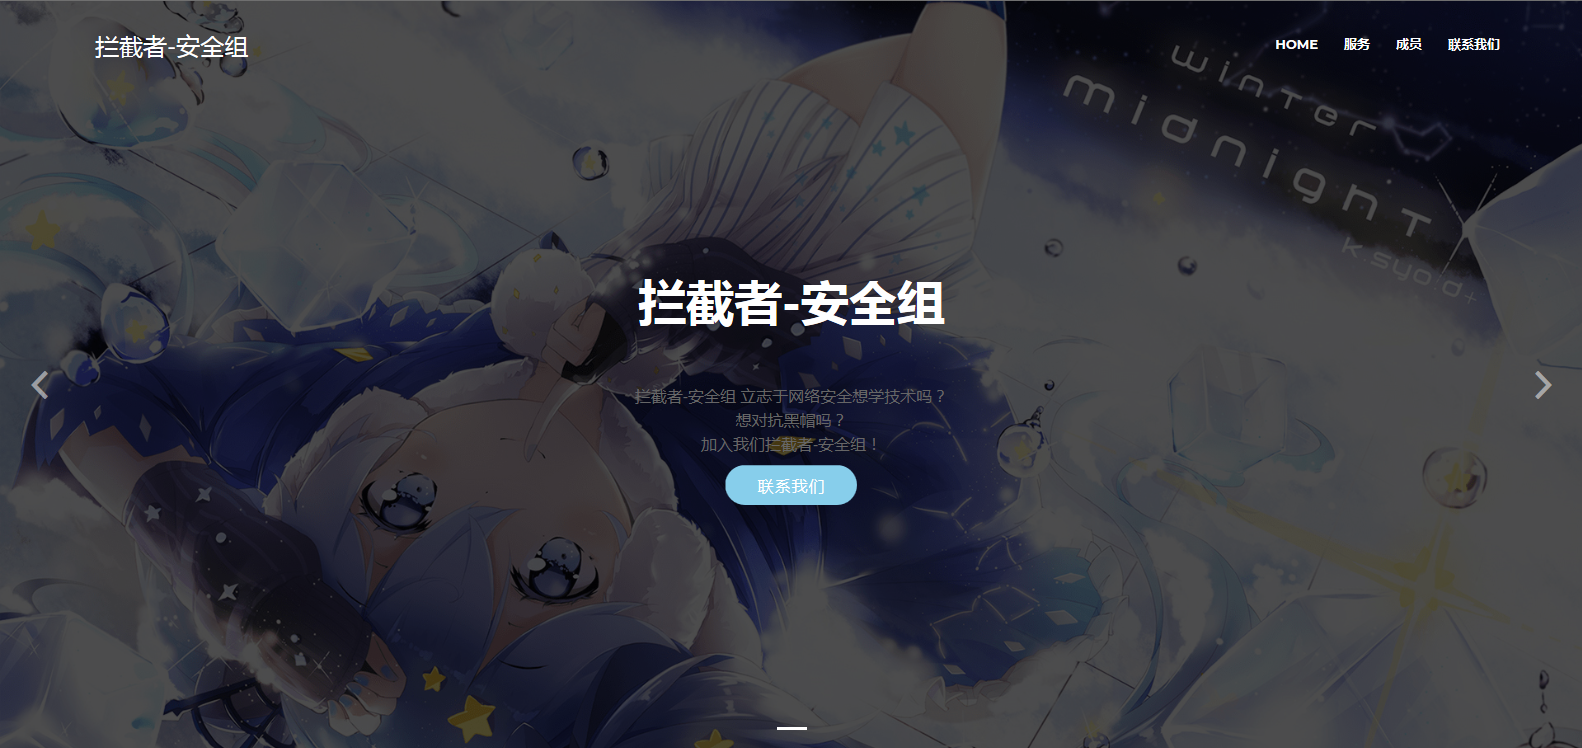 拦截者-安全组
HOME 服务 成员 联系我们
winter
midnight
k.syo.d+
拦截者-安全组
拦截者-安全组 立志于网络安全想学技术吗？
想对抗黑帽吗？
加入我们拦截者-安全组！
联系我们